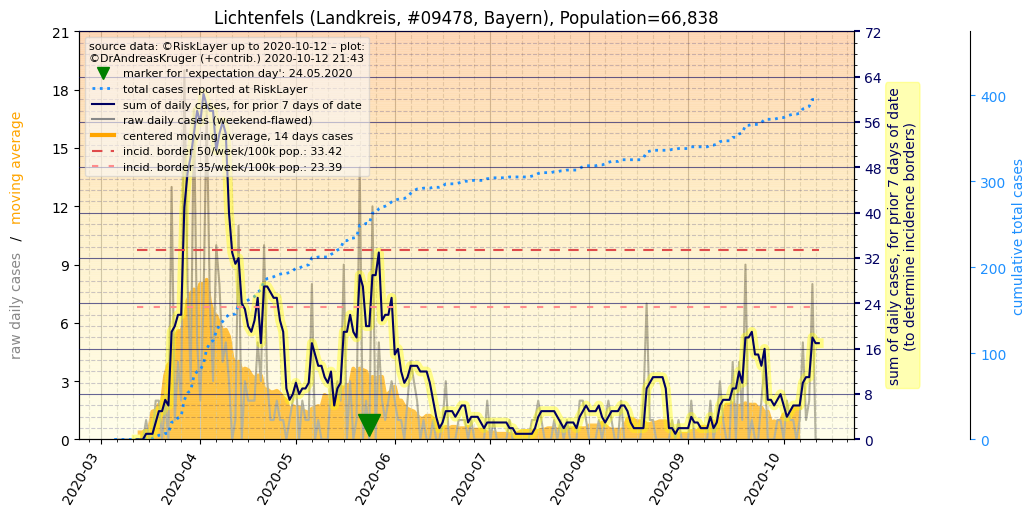 Lichtenfels (Landkreis, #09478, Bayern), Population=66,838
source data: ©RiskLayer up to 2020-10-12 – plot:
©DrAndreasKruger (+contrib.) 2020-10-12 21:43
marker for 'expectation day': 24.05.2020
total cases reported at RiskLayer
sum of daily cases, for prior 7 days of date
raw daily cases (weekend-flawed)
centered moving average, 14 days cases
incid. border 50/week/100k pop.: 33.42
incid. border 35/week/100k pop.: 23.39
raw daily cases / moving average
21
18
15
12
9
6
3
0
72
64
56
48
40
32
24
16
8
0
sum of daily cases, for prior 7 days of date
(to determine incidence borders)
400
300
200
100
0
cumulative total cases
2020-03
2020-04
2020-05
2020-06
2020-07
2020-08
2020-09
2020-10